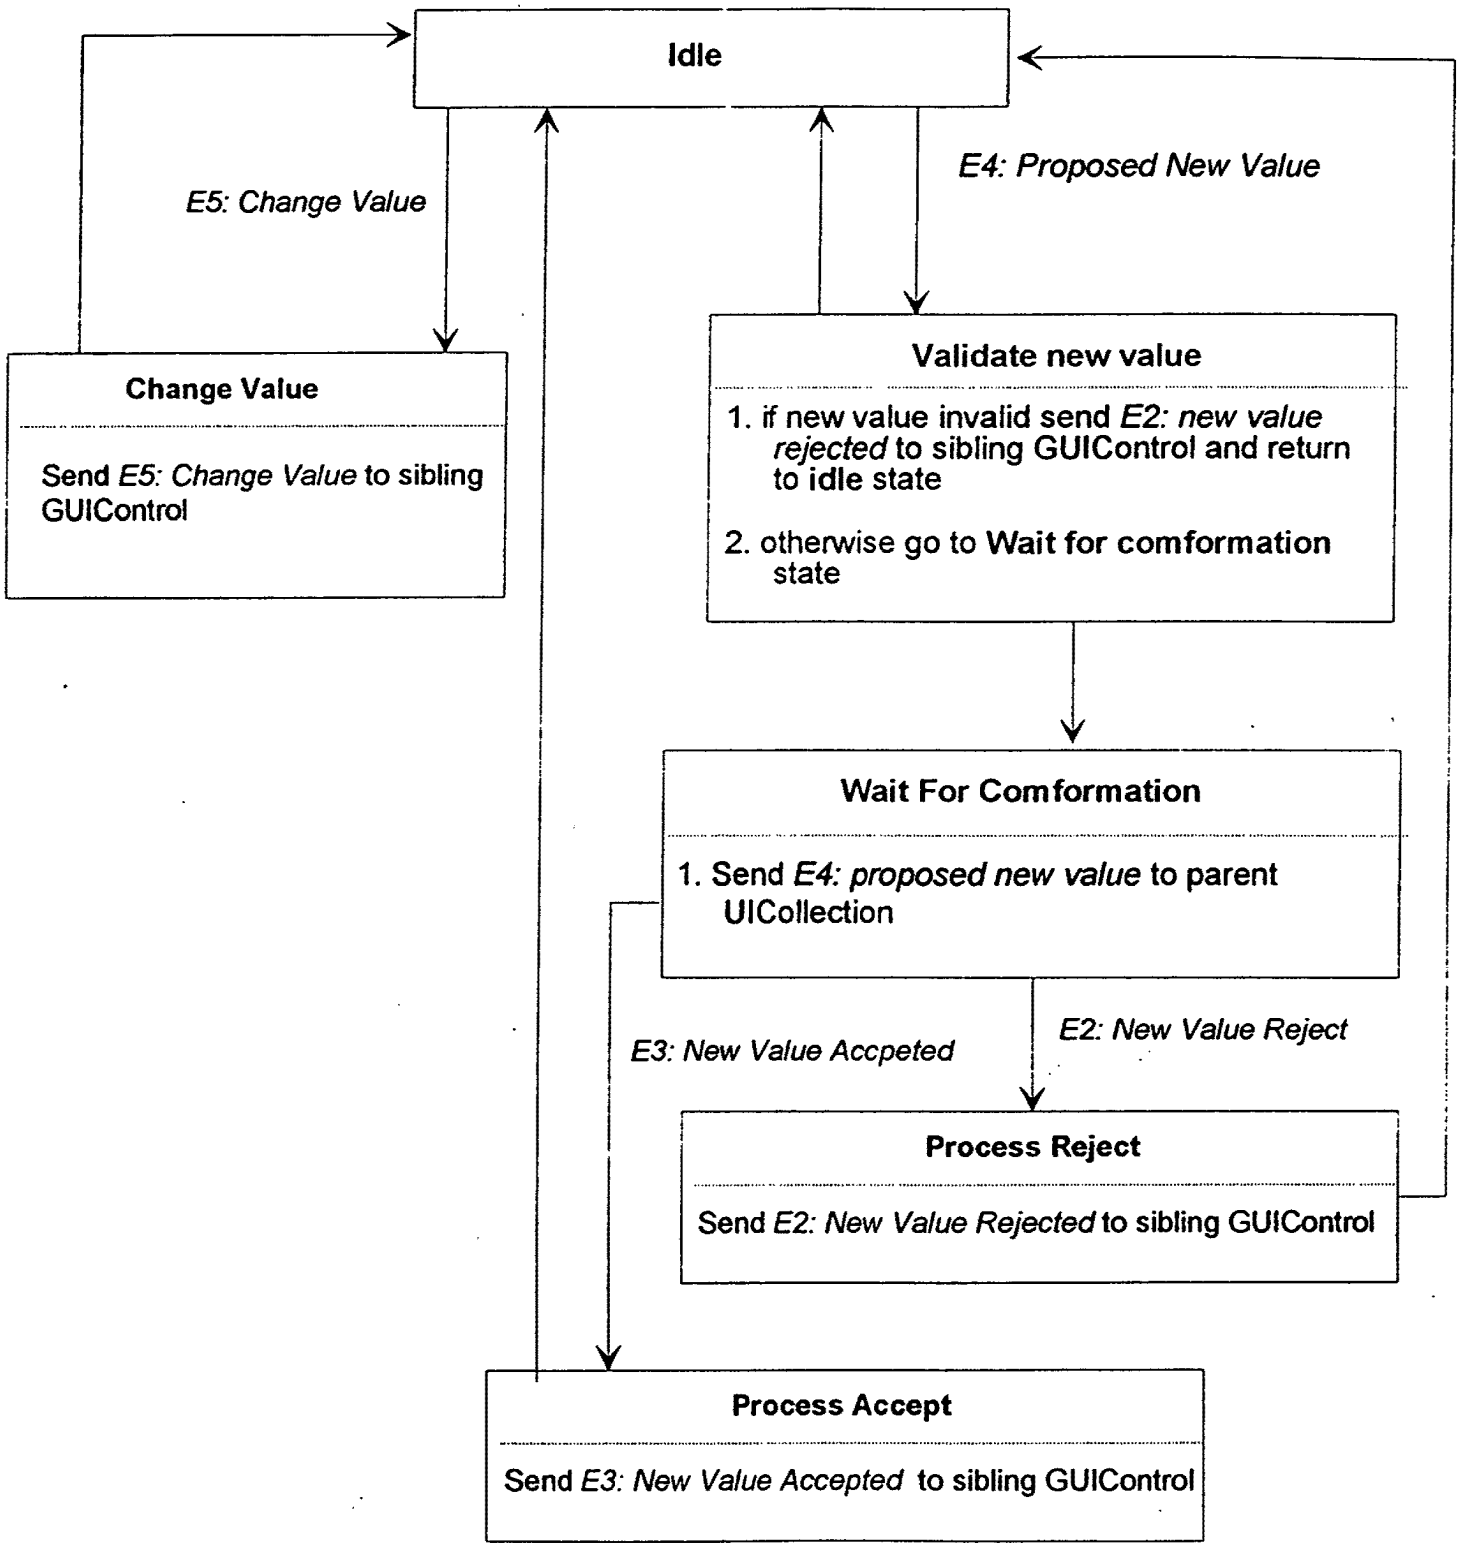 Idle
E4: Proposed New Value
E5: Change Value
Validate new value
1. if new value invalid send E2: new value
rejected to sibling GUIControl and return
to idle state
2. otherwise go to Wait for comformation
state
Change Value
Send E5: Change Value to sibling
GUIControl
Wait For Comformation
1. Send E4: proposed new value to parent
UICollection
E3: New Value Accpeted
E2: New Value Reject
Process Reject
Send E2: New Value Rejected to sibling GUIControl
Process Accept
Send E3: New Value Accepted to sibling GUIControl